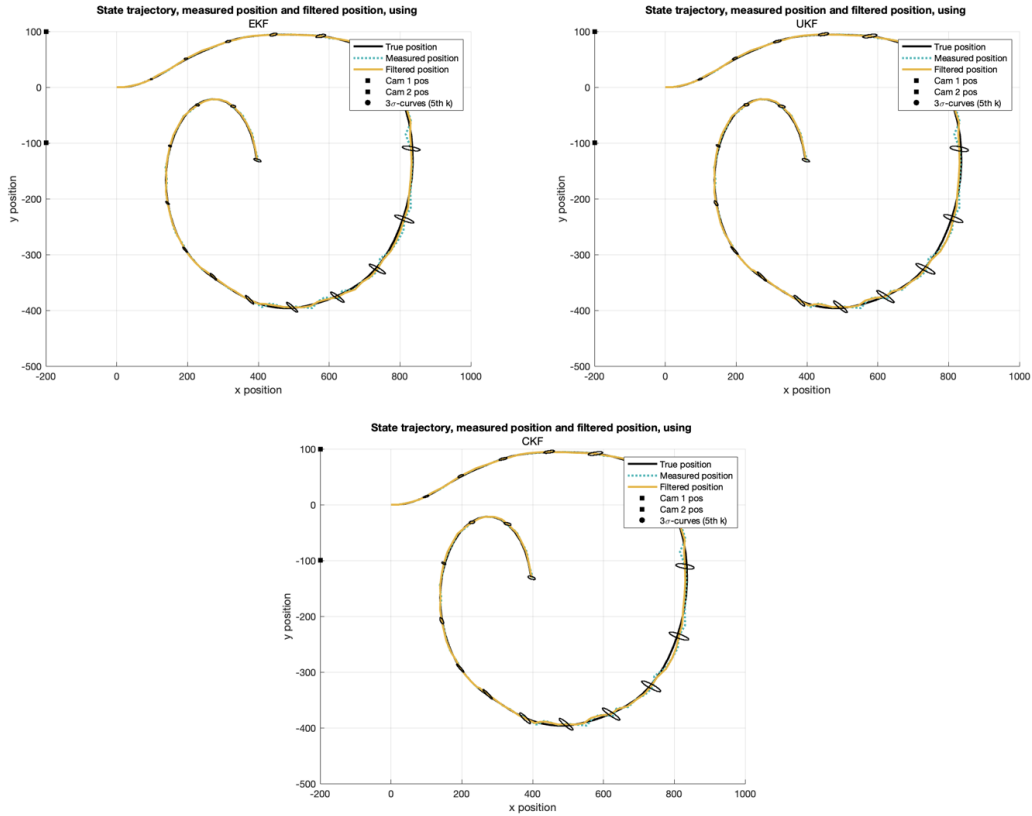 State trajectory, measured position and filtered position, using
EKF
100
0
-100
-200
-300
-400
-500
-200
0
200
400
600
800
1000
x position
y position
True position
Measured position
Filtered position
Cam 1 pos
Cam 2 pos
3σ-curves (5th k)
State trajectory, measured position and filtered position, using
UKF
100
0
-100
-200
-300
-400
-500
-200
0
200
400
600
800
1000
x position
y position
True position
Measured position
Filtered position
Cam 1 pos
Cam 2 pos
3σ-curves (5th k)
State trajectory, measured position and filtered position, using
CKF
100
0
-100
-200
-300
-400
-500
-200
0
200
400
600
800
1000
x position
y position
True position
Measured position
Filtered position
Cam 1 pos
Cam 2 pos
3σ-curves (5th k)